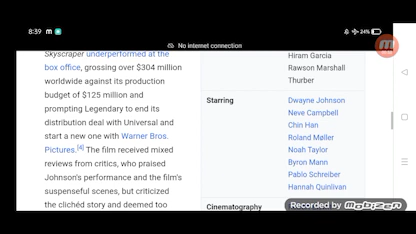 8:39 m
24%
No internet connection
Skyscraper underperformed at the
box office, grossing over $304 million
worldwide against its production
budget of $125 million and
prompting Legendary to end its
distribution deal with Universal and
start a new one with Warner Bros.
Pictures.[4] The film received mixed
reviews from critics, who praised
Johnson's performance and the film's
suspenseful scenes, but criticized
the clichéd story and deemed too
Hiram Garcia
Rawson Marshall
Thurber
Starring
Dwayne Johnson
Neve Campbell
Chin Han
Roland Møller
Noah Taylor
Byron Mann
Pablo Schreiber
Hannah Quinlivan
Cinematography
Recorded by
mobizen